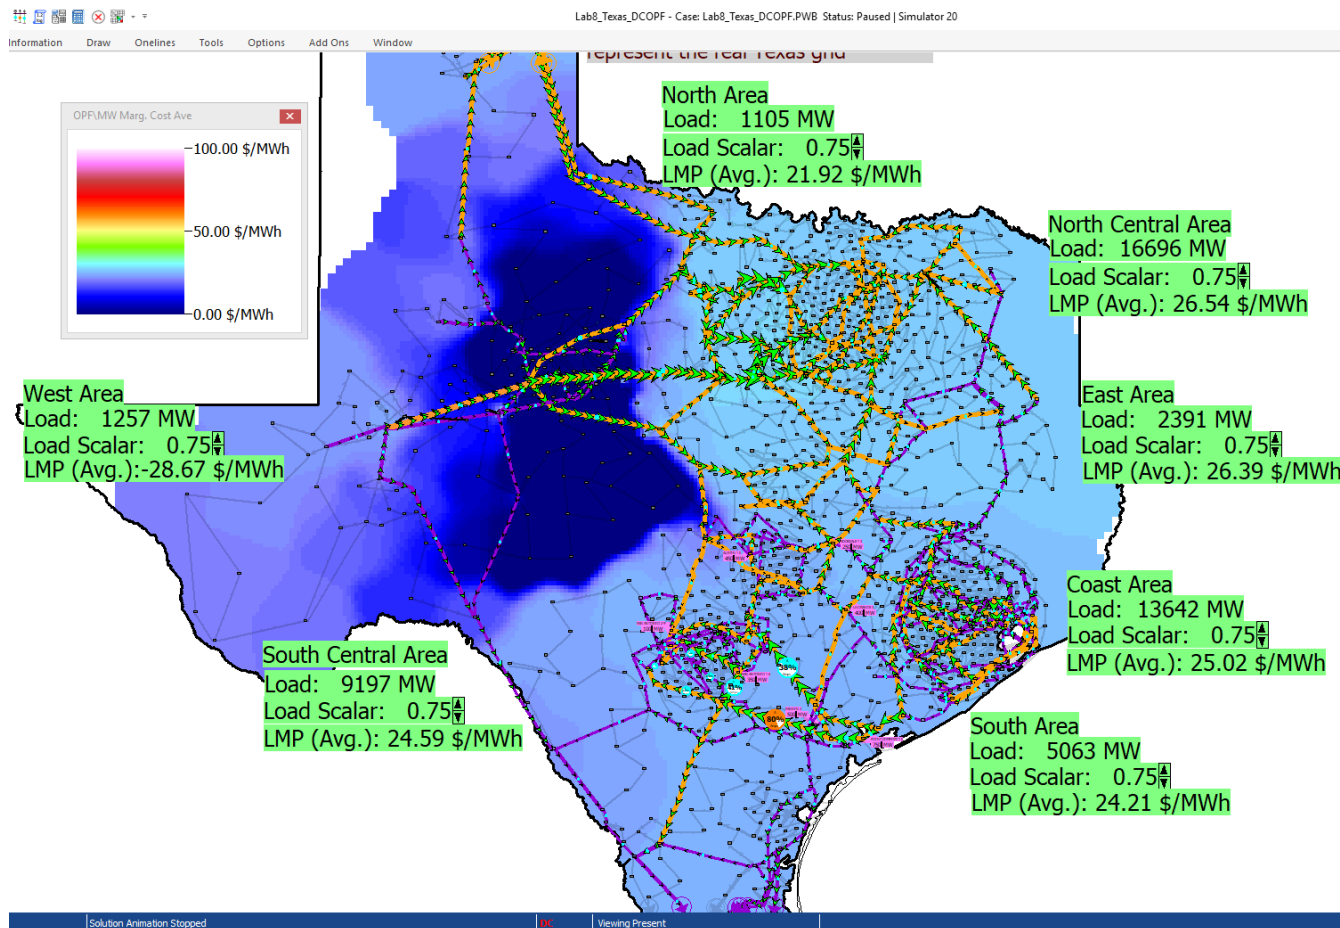 Lab8_Texas_DCOPF - Case: Lab8_Texas_DCOPF.PWB Status: Paused | Simulator 20
Information Draw Onelines Tools Options Add Ons Window
represent the real Texas grid
OPF\MW Marg. Cost Ave
100.00 $/MWh
50.00 $/MWh
0.00 $/MWh
North Area
Load: 1105 MW
Load Scalar: 0.75
LMP (Avg.): 21.92 $/MWh
North Central Area
Load: 16696 MW
Load Scalar: 0.75
LMP (Avg.): 26.54 $/MWh
West Area
Load: 1257 MW
Load Scalar: 0.75
LMP (Avg.):-28.67 $/MWh
East Area
Load: 2391 MW
Load Scalar: 0.75
LMP (Avg.): 26.39 $/MWh
Coast Area
Load: 13642 MW
Load Scalar: 0.75
LMP (Avg.): 25.02 $/MWh
South Central Area
Load: 9197 MW
Load Scalar: 0.75
LMP (Avg.): 24.59 $/MWh
80%
South Area
Load: 5063 MW
Load Scalar: 0.75
LMP (Avg.): 24.21 $/MWh
Solution Animation Stopped
DC
Viewing Present